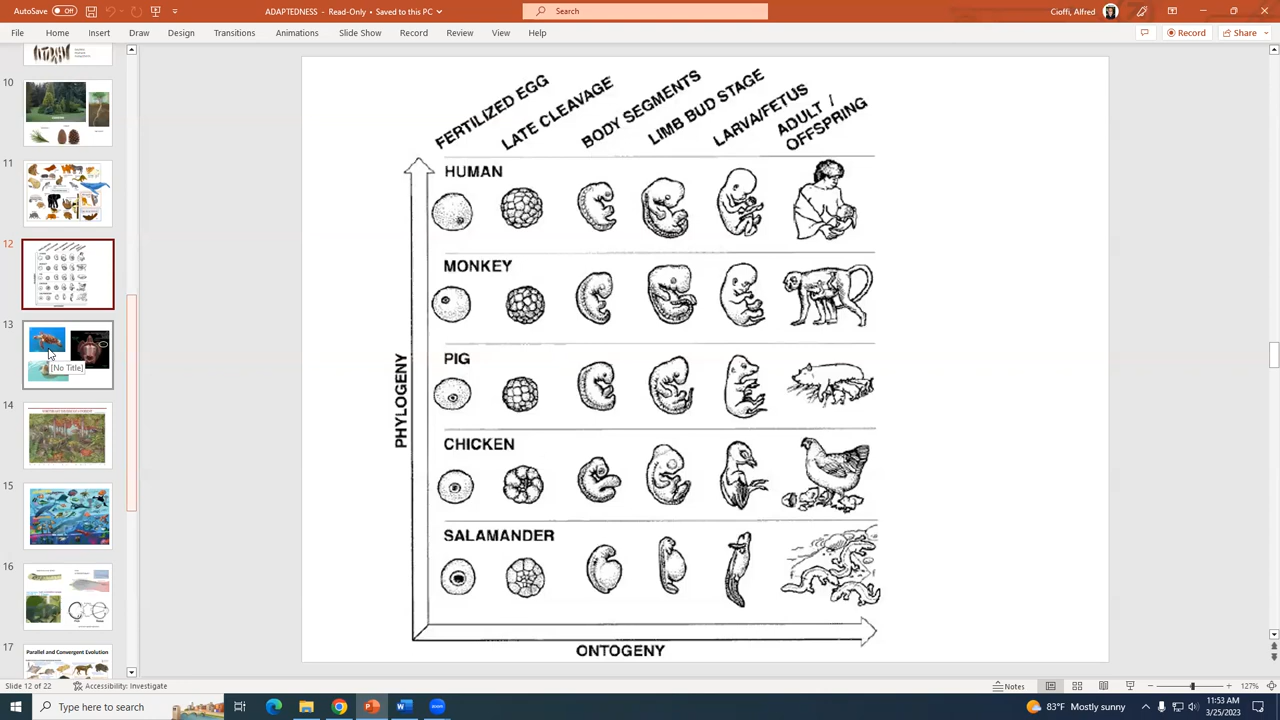 AutoSave Off
ADAPTEDNESS - Read-Only • Saved to this PC
Search
Cioffi, Alfred
File Home Insert Draw Design Transitions Animations Slide Show Record Review View Help
Record
Share
10
11
12
13
[No Title]
14
15
16
17
Parallel and Convergent Evolution
FERTILIZED EGG
LATE CLEAVAGE
BODY SEGMENTS
LIMB BUD STAGE
LARVA/FETUS
ADULT /
OFFSPRING
HUMAN
MONKEY
PIG
CHICKEN
SALAMANDER
PHYLOGENY
ONTOGENY
Slide 12 of 22
Accessibility: Investigate
Notes
127%
Type here to search
83°F Mostly sunny
11:53 AM
3/25/2023